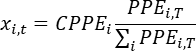 x_{i,t} = CPPE_i \frac{PPE_{i,T}}{\sum_i PPE_{i,T}}